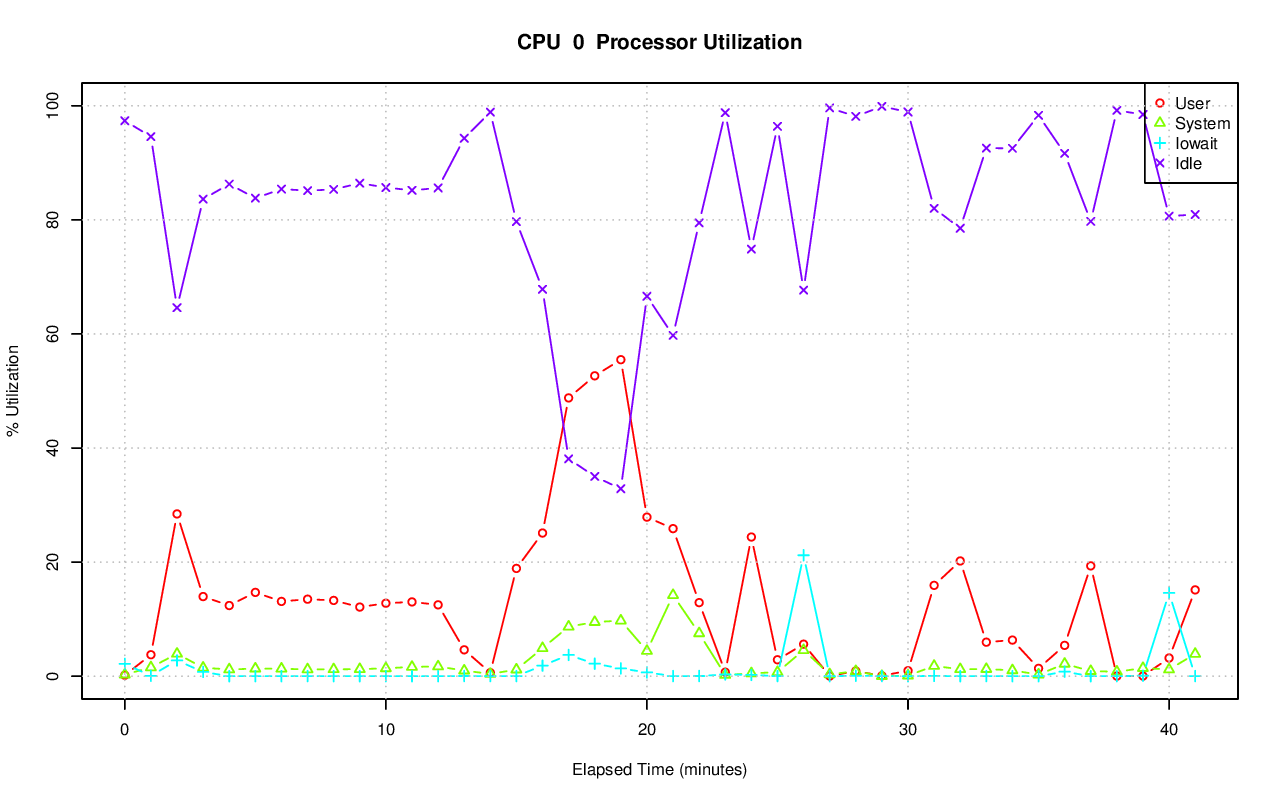 CPU  0  Processor Utilization
% Utilization
100
80
60
40
20
0
User
System
Iowait
Idle
0 10 20 30 40
Elapsed Time (minutes)